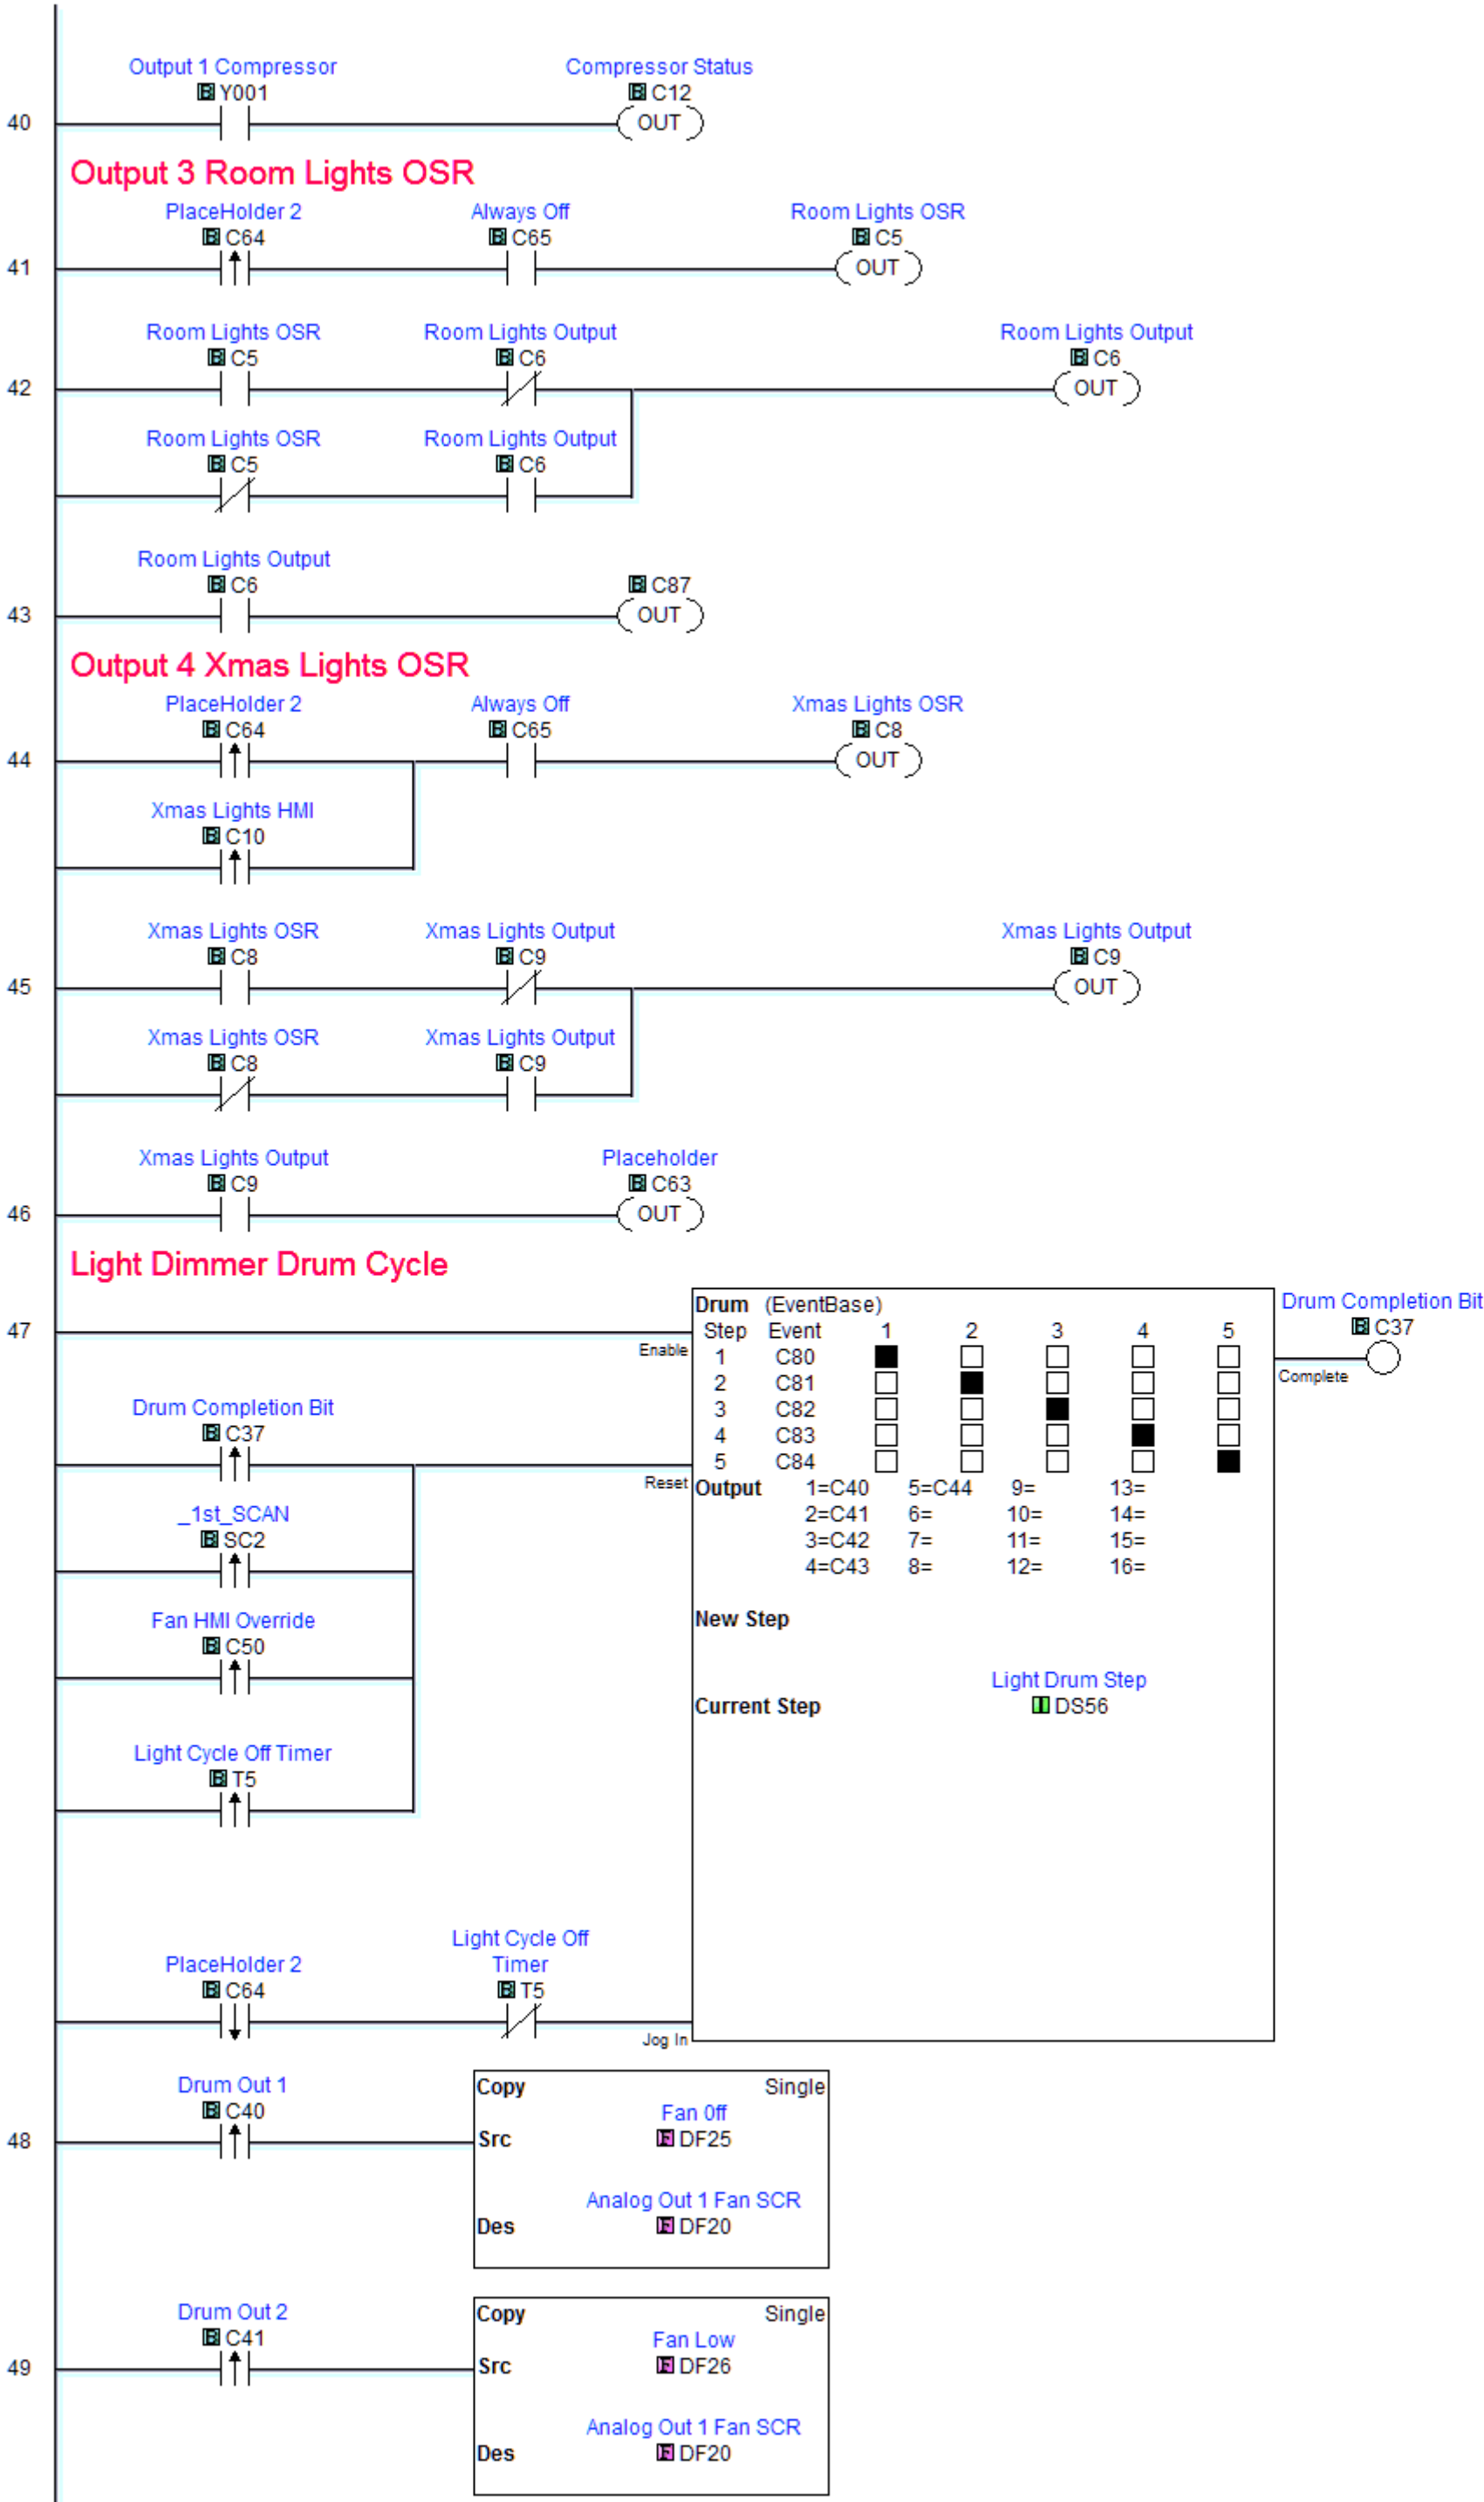 Output 1 Compressor Compressor Status
B Y001 B C12
40 OUT
Output 3 Room Lights OSR
PlaceHolder 2 Always Off Room Lights OSR
B C64 B C65 B C5
41 OUT
Room Lights OSR Room Lights Output Room Lights Output
B C5 B C6 B C6
42 OUT
Room Lights OSR Room Lights Output
B C5 B C6
Room Lights Output
B C6 B C87
43 OUT
Output 4 Xmas Lights OSR
PlaceHolder 2 Always Off Xmas Lights OSR
B C64 B C65 B C8
44 OUT
Xmas Lights HMI
B C10
Xmas Lights OSR Xmas Lights Output Xmas Lights Output
B C8 B C9 B C9
45 OUT
Xmas Lights OSR Xmas Lights Output
B C8 B C9
Xmas Lights Output Placeholder
B C9 B C63
46 OUT
Light Dimmer Drum Cycle
47
Drum (EventBase)
Step Event 1 2 3 4 5
1 C80
2 C81
3 C82
4 C83
5 C84
Output 1=C40 5=C44 9= 13=
2=C41 6= 10= 14=
3=C42 7= 11= 15=
4=C43 8= 12= 16=
New Step
Light Drum Step
Current Step I DS56
Enable
Drum Completion Bit
B C37
Complete
Drum Completion Bit
B C37
Reset
_1st_SCAN
B SC2
Fan HMI Override
B C50
Light Cycle Off Timer
B T5
PlaceHolder 2
B C64
Light Cycle Off
Timer
B T5
Jog In
Drum Out 1
B C40
48
Copy Single
Fan 0ff
Src F DF25
Analog Out 1 Fan SCR
Des F DF20
Drum Out 2
B C41
49
Copy Single
Fan Low
Src F DF26
Analog Out 1 Fan SCR
Des F DF20